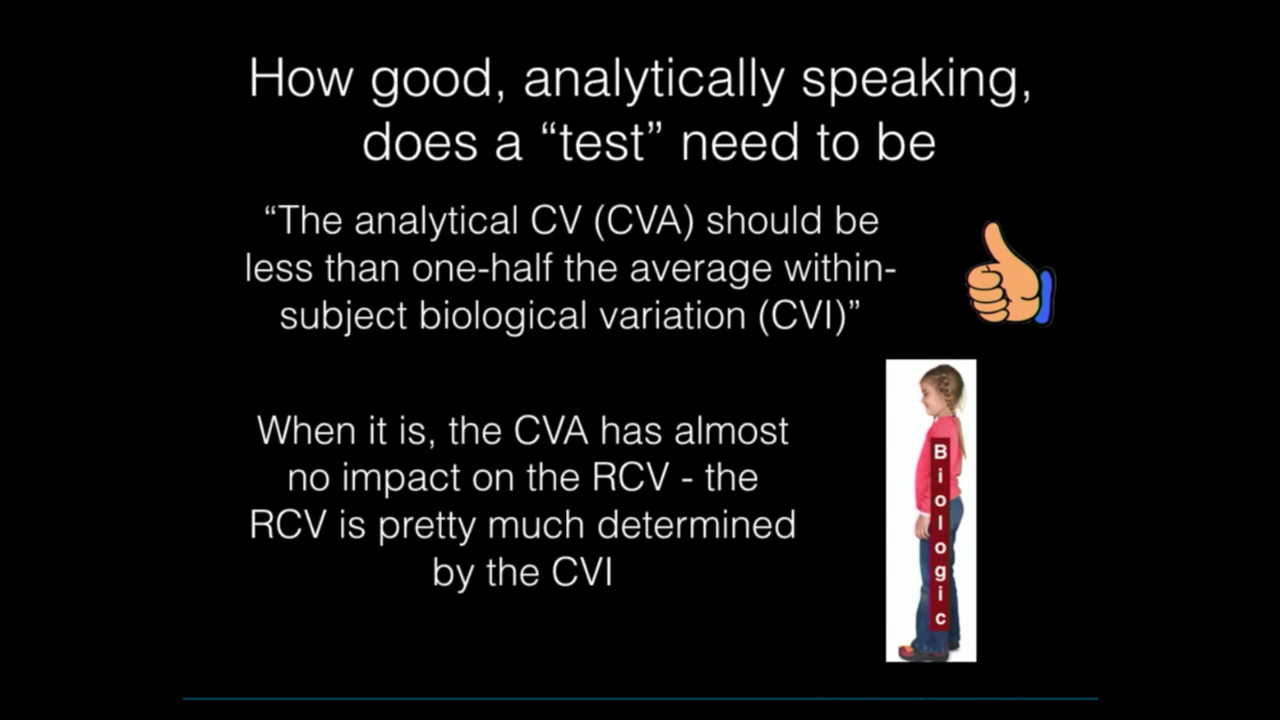 How good, analytically speaking,
does a “test” need to be
“The analytical CV (CVA) should be
less than one-half the average within-
subject biological variation (CVI)”
When it is, the CVA has almost
no impact on the RCV - the
RCV is pretty much determined
by the CVI
Biologic